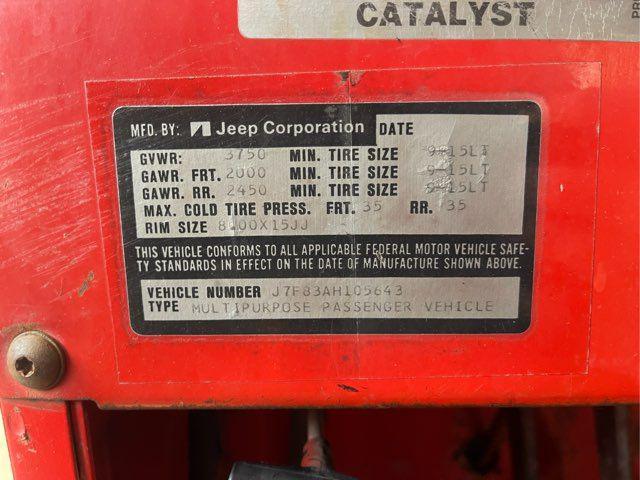 CATALYST
MFD. BY: Jeep Corporation DATE
GVWR: 3750 MIN. TIRE SIZE 9-15LT
GAWR. FRT. 2000 MIN. TIRE SIZE 9-15LT
GAWR. RR. 2450 MIN. TIRE SIZE 9-15LT
MAX. COLD TIRE PRESS. FRT. 35 RR. 35
RIM SIZE 8.00X15JJ
THIS VEHICLE CONFORMS TO ALL APPLICABLE FEDERAL MOTOR VEHICLE SAFE-
TY STANDARDS IN EFFECT ON THE DATE OF MANUFACTURE SHOWN ABOVE.
VEHICLE NUMBER J7F83AH105643
TYPE MULTIPURPOSE PASSENGER VEHICLE